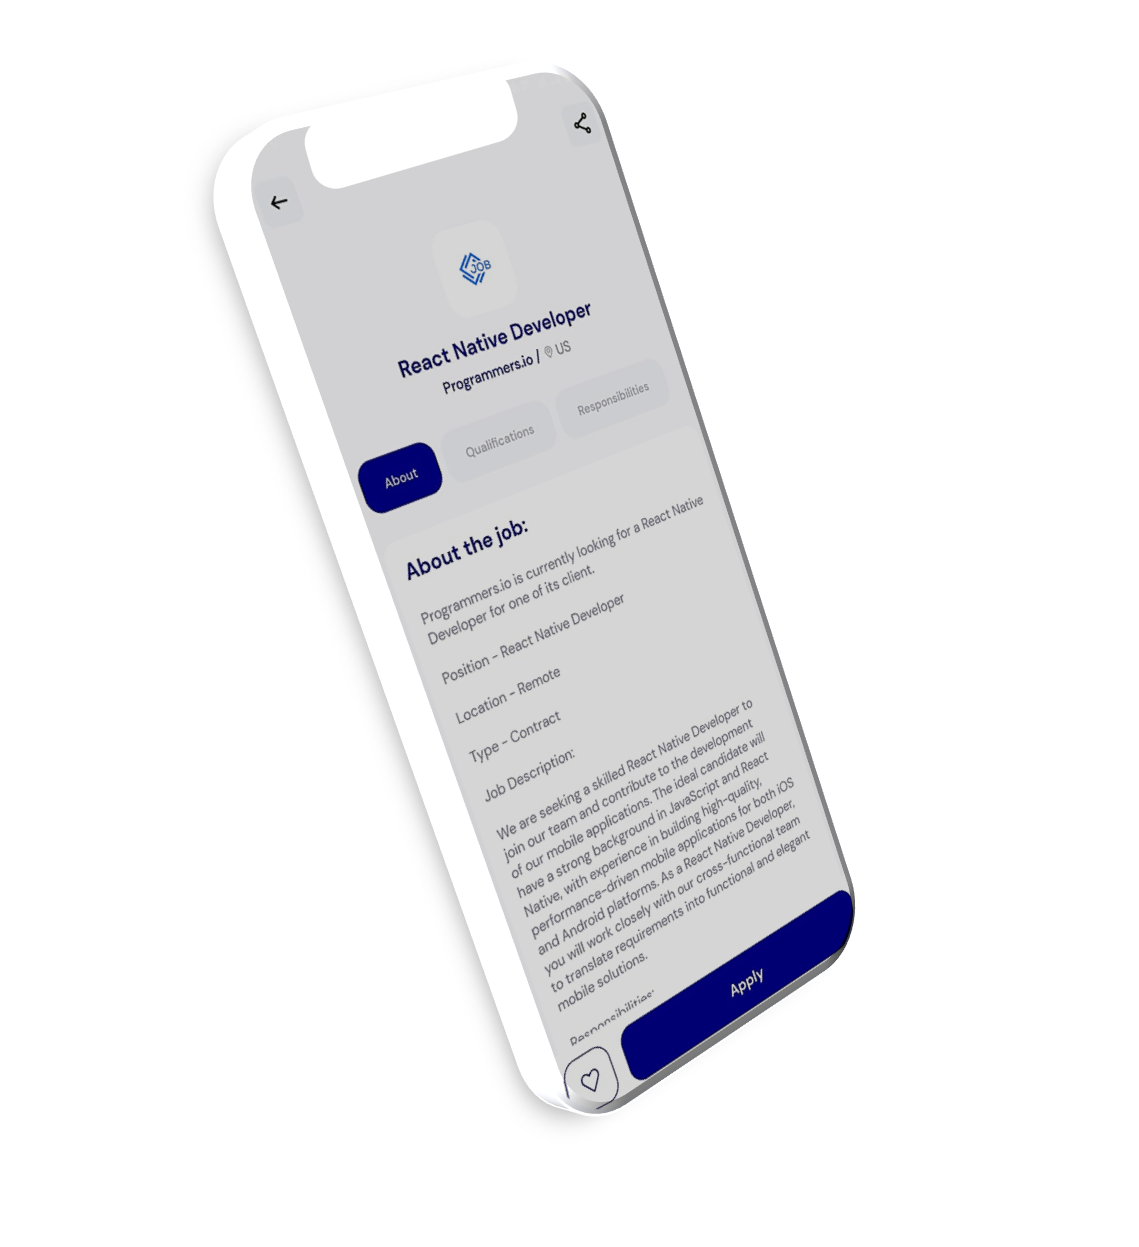 JOB
React Native Developer
Programmers.io / US
About
Qualifications
Responsibilities
About the job:
Programmers.io is currently looking for a React Native
Developer for one of its client.
Position - React Native Developer
Location - Remote
Type - Contract
Job Description:
We are seeking a skilled React Native Developer to
join our team and contribute to the development
of our mobile applications. The ideal candidate will
have a strong background in JavaScript and React
Native, with experience in building high-quality,
performance-driven mobile applications for both iOS
and Android platforms. As a React Native Developer,
you will work closely with our cross-functional team
to translate requirements into functional and elegant
mobile solutions.
Responsibilities:
Apply